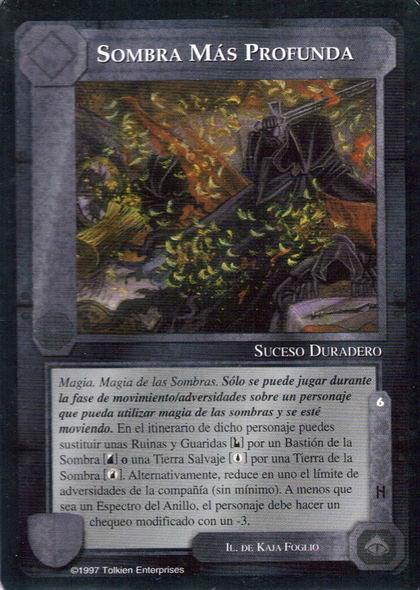 SOMBRA MÁS PROFUNDA
SUCESO DURADERO
Magia. Magia de las Sombras. Sólo se puede jugar durante
la fase de movimiento/adversidades sobre un personaje
que pueda utilizar magia de las sombras y se esté
moviendo. En el itinerario de dicho personaje puedes
sustituir unas Ruinas y Guaridas [] por un Bastión de la
Sombra [] o una Tierra Salvaje [] por una Tierra de la
Sombra []. Alternativamente, reduce en uno el límite de
adversidades de la compañía (sin mínimo). A menos que
sea un Espectro del Anillo, el personaje debe hacer un
chequeo modificado con un -3.
6
H
IL. DE KAJA FOGLIO
©1997 Tolkien Enterprises